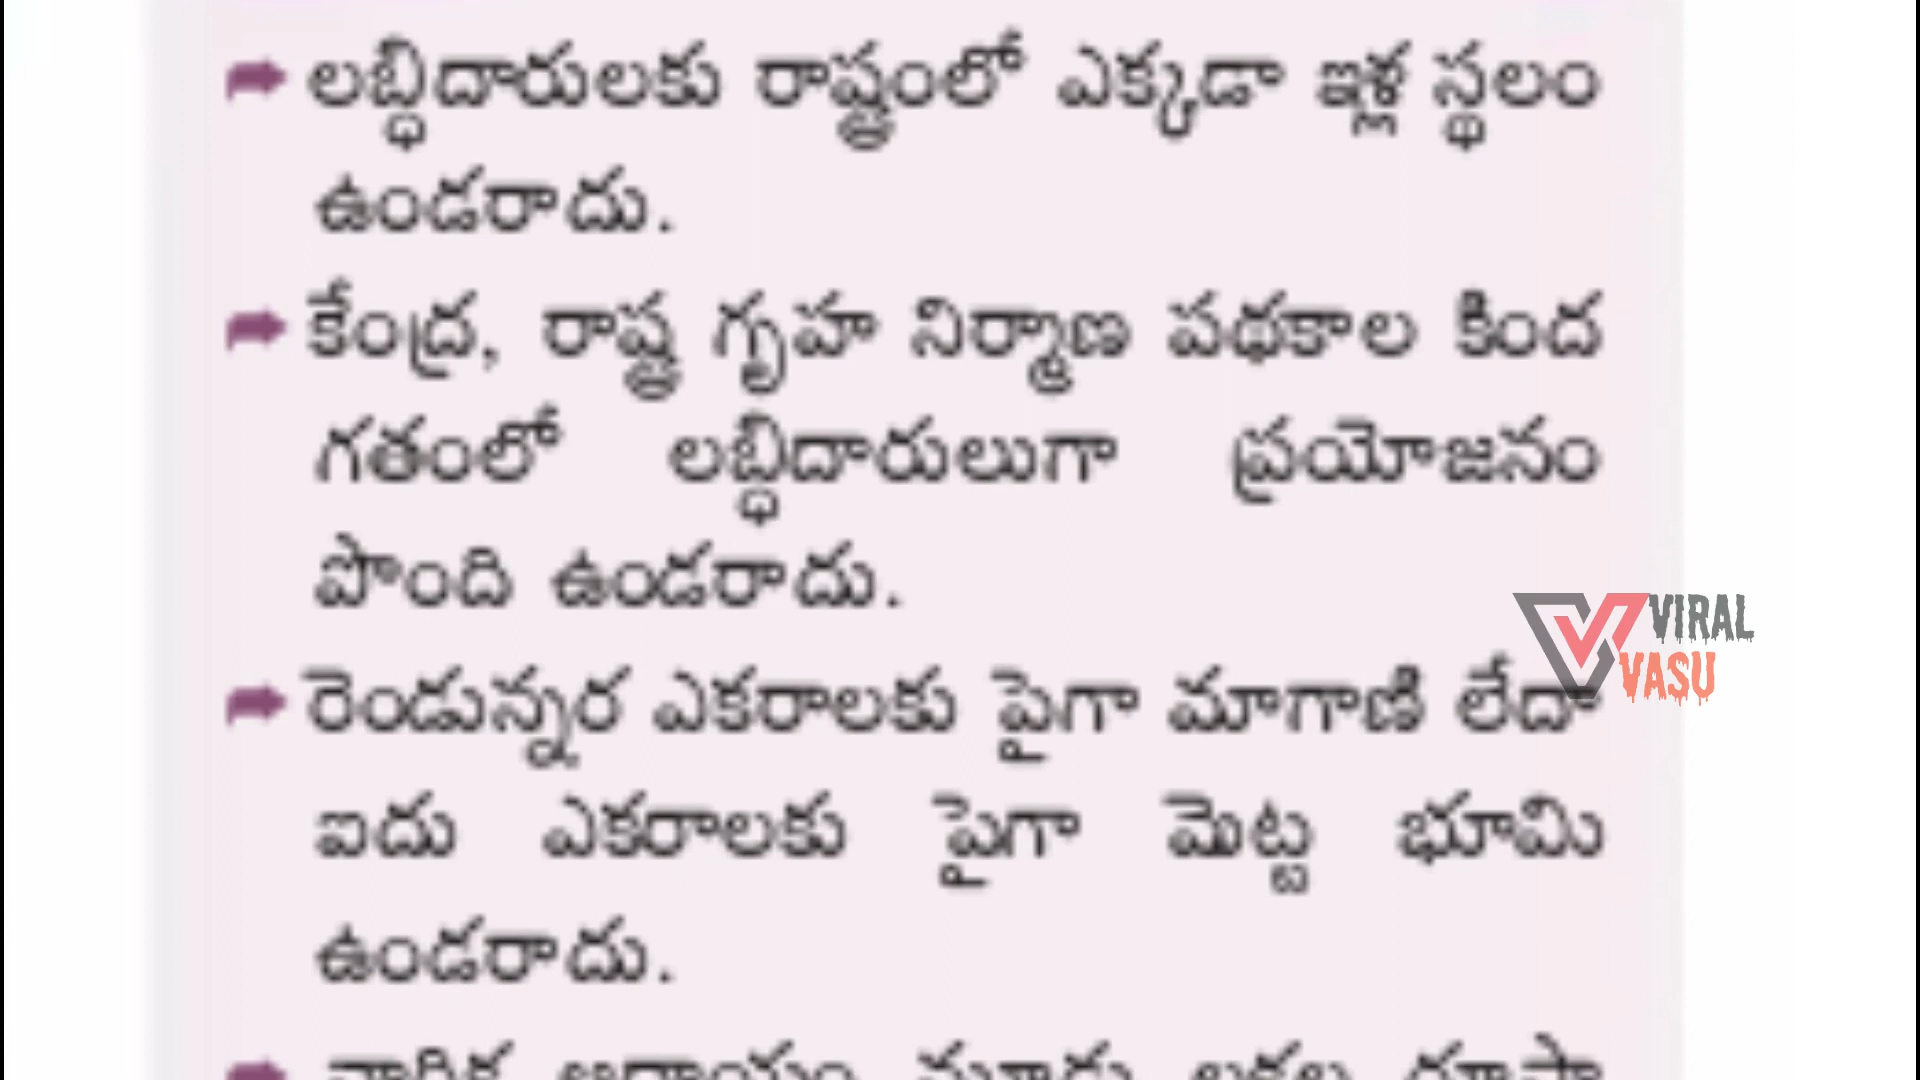 లబ్ధిదారులకు రాష్ట్రంలో ఎక్కడా ఇళ్ల స్థలం
ఉండరాదు.
కేంద్ర, రాష్ట్ర గృహ నిర్మాణ పథకాల కింద
గతంలో లబ్ధిదారులుగా ప్రయోజనం
పొంది ఉండరాదు.
రెండున్నర ఎకరాలకు పైగా మాగాణి లేదా
ఐదు ఎకరాలకు పైగా మెట్ట భూమి
ఉండరాదు.
VIRAL
VASU